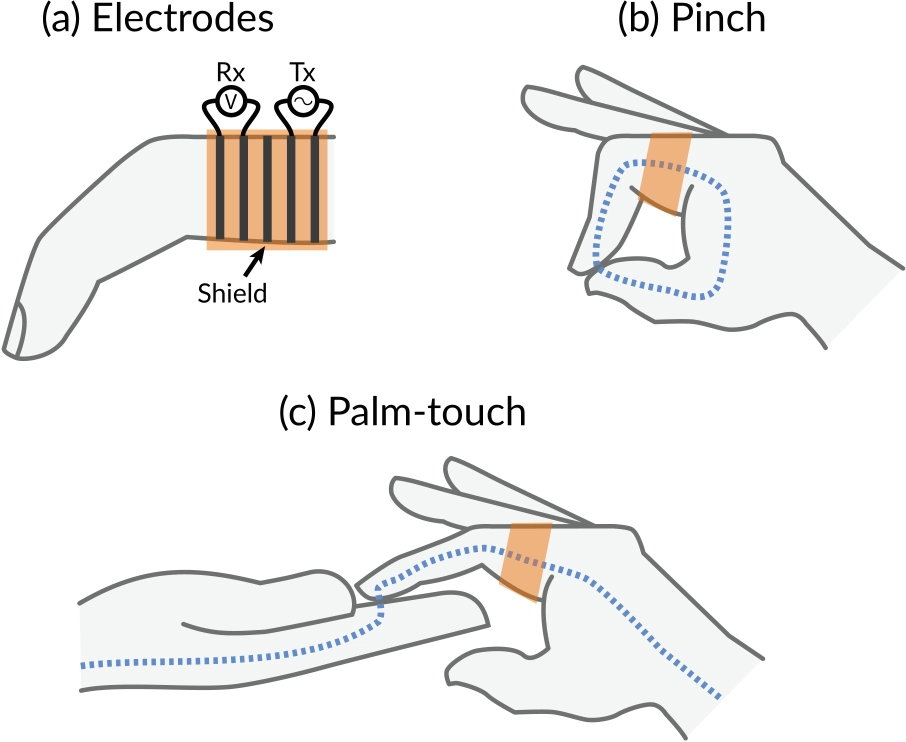 (a) Electrodes
(b) Pinch
Rx
Tx
V
Shield
(c) Palm-touch